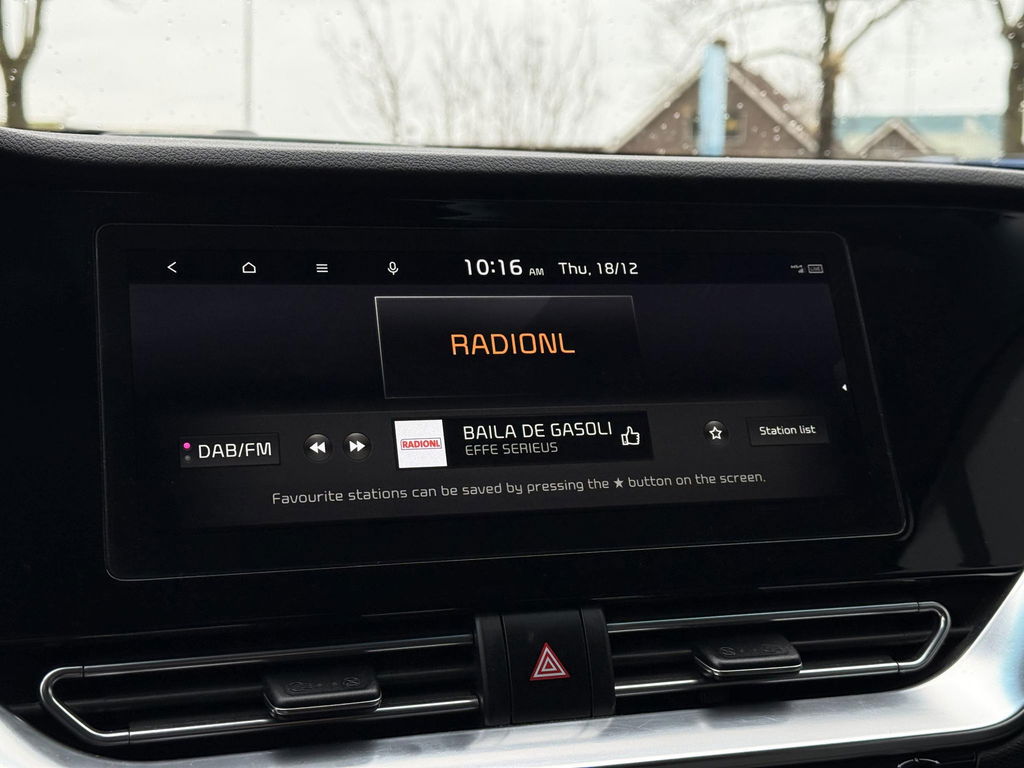 10:16 AM Thu, 18/12
RADIONL
DAB/FM
RADIONL
BAILA DE GASOLI
EFFE SERIEUS
Station list
Favourite stations can be saved by pressing the ★ button on the screen.